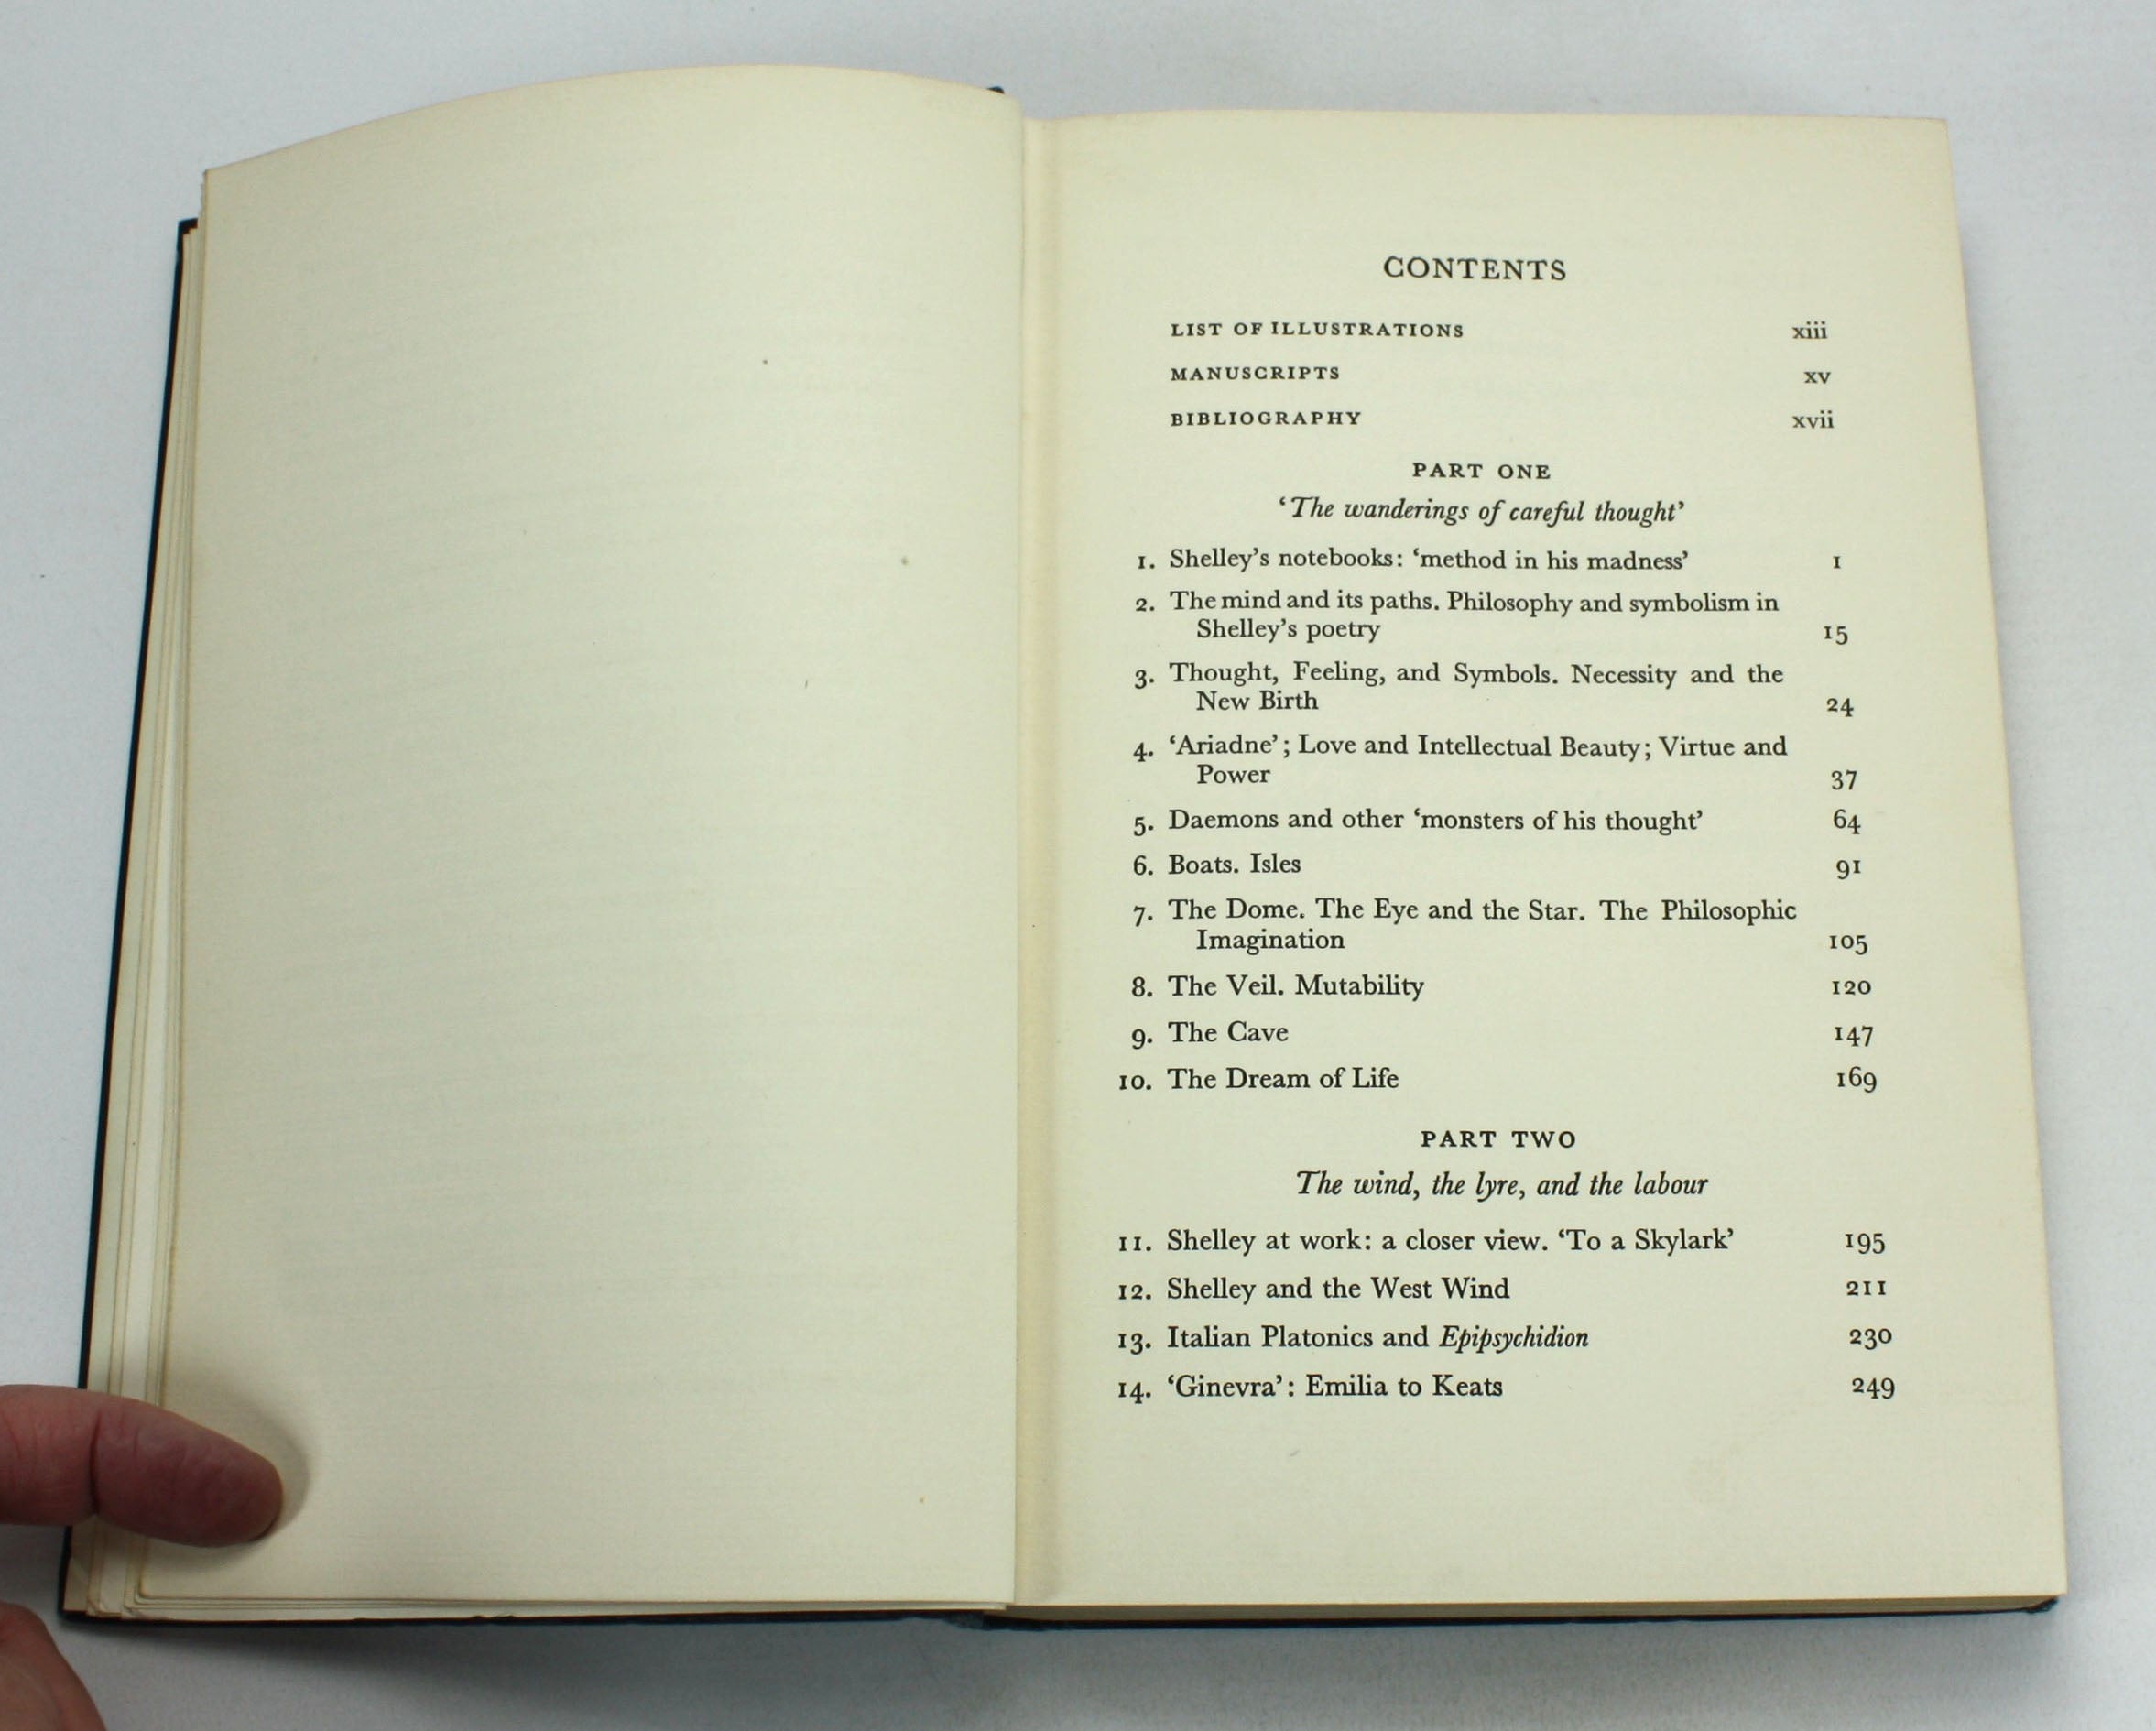 CONTENTS
LIST OF ILLUSTRATIONS xiii
MANUSCRIPTS xv
BIBLIOGRAPHY xvii
PART ONE
‘The wanderings of careful thought’
1. Shelley’s notebooks: ‘method in his madness’ 1
2. The mind and its paths. Philosophy and symbolism in
Shelley’s poetry 15
3. Thought, Feeling, and Symbols. Necessity and the
New Birth 24
4. ‘Ariadne’; Love and Intellectual Beauty; Virtue and
Power 37
5. Daemons and other ‘monsters of his thought’ 64
6. Boats. Isles 91
7. The Dome. The Eye and the Star. The Philosophic
Imagination 105
8. The Veil. Mutability 120
9. The Cave 147
10. The Dream of Life 169
PART TWO
The wind, the lyre, and the labour
11. Shelley at work: a closer view. ‘To a Skylark’ 195
12. Shelley and the West Wind 211
13. Italian Platonics and Epipsychidion 230
14. ‘Ginevra’: Emilia to Keats 249